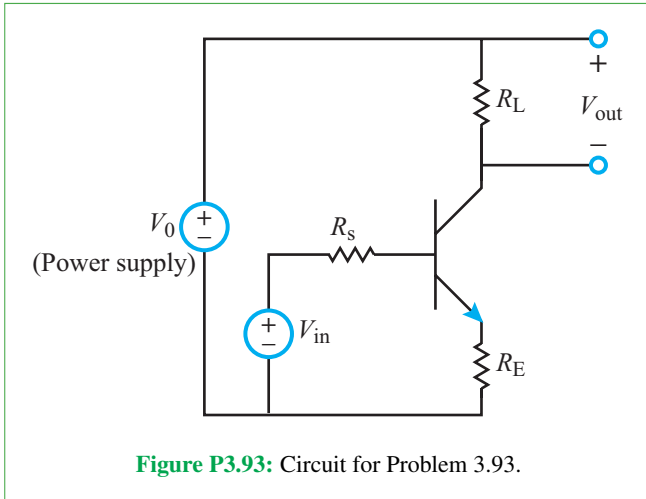 +
R_L
V_out
−
V_0
+
−
(Power supply)
R_s
+
−
V_in
R_E
Figure P3.93: Circuit for Problem 3.93.